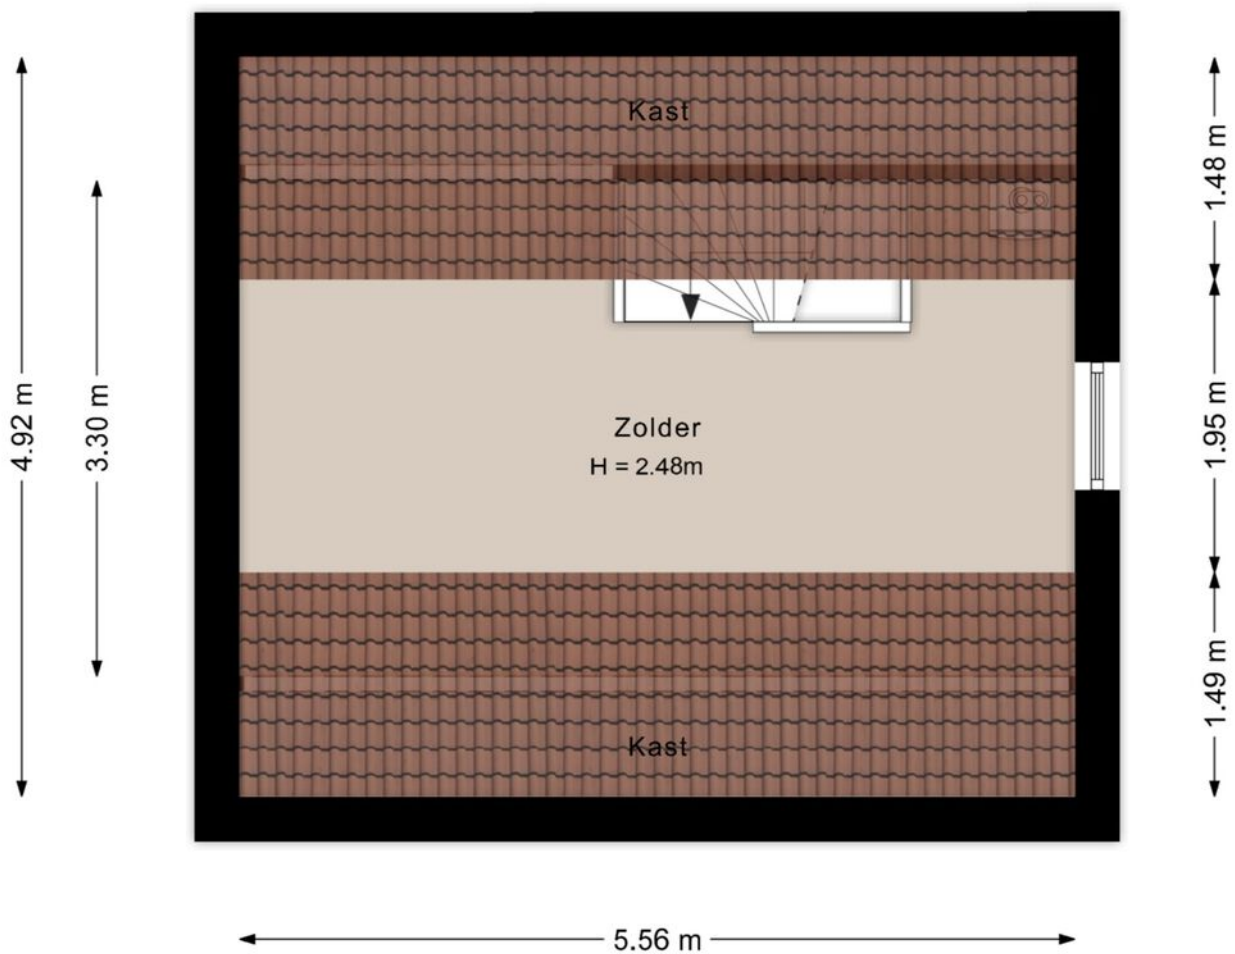 Kast
1.48 m
4.92 m
3.30 m
Zolder
H = 2.48m
1.95 m
1.49 m
Kast
5.56 m